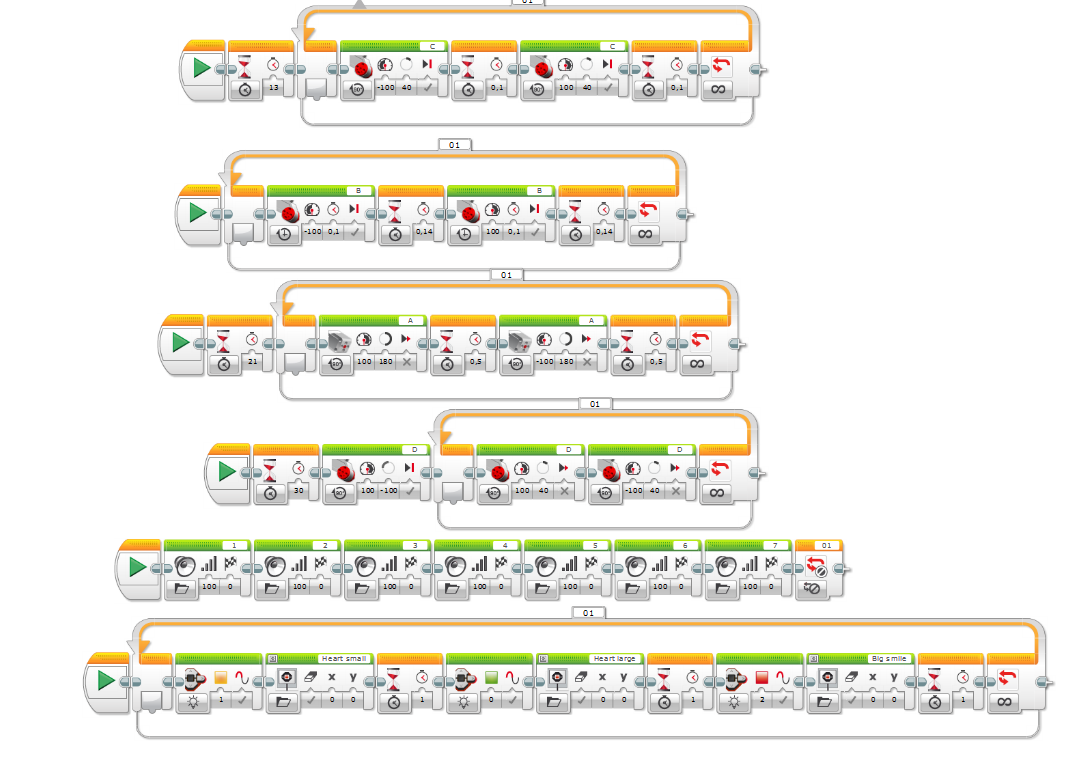 01
C C
13 -100 40 0,1 100 40 0,1
01
B B
-100 0,1 0,14 100 0,1 0,14
01
A A
21 100 180 0,5 -100 180 0,5
01
D D D
30 100 -100 100 40 -100 40
1 2 3 4 5 6 7 01
100 0 100 0 100 0 100 0 100 0 100 0 100 0
01
Heart small Heart large Big smile
x y x y x y
1 0 0 1 0 0 0 1 2 0 0 1